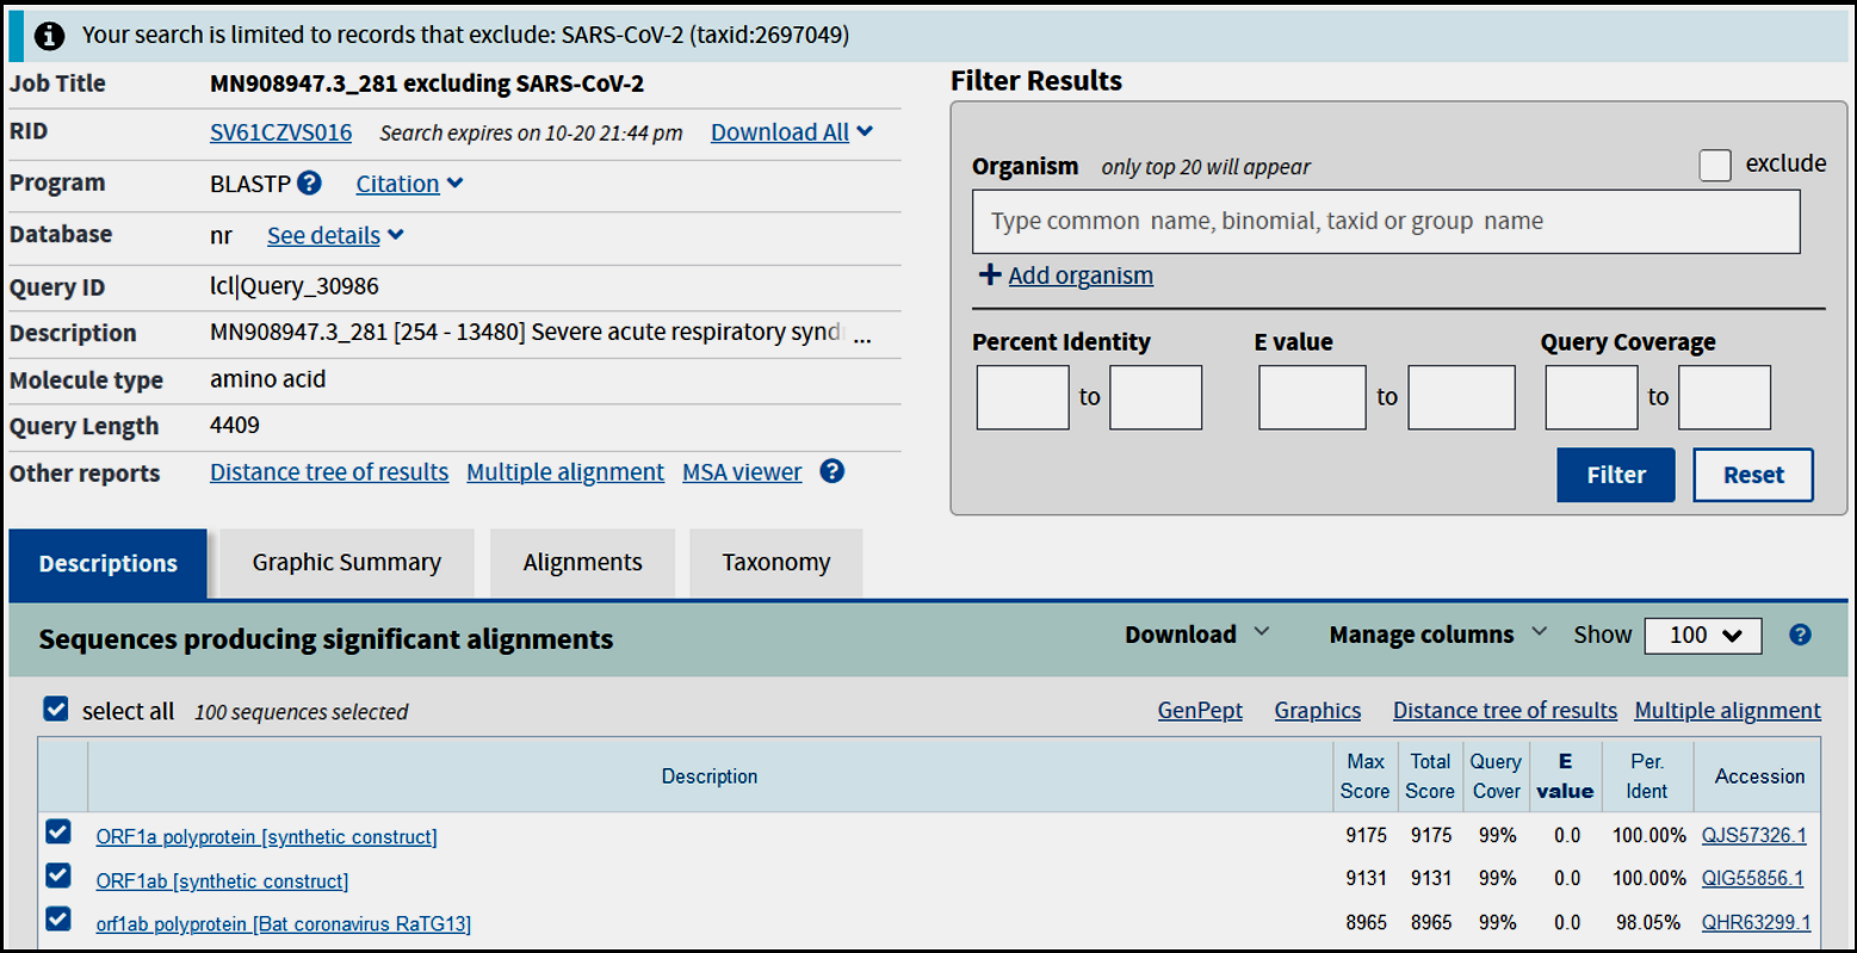 Your search is limited to records that exclude: SARS-CoV-2 (taxid:2697049)
Job Title MN908947.3_281 excluding SARS-CoV-2
RID SV61CZVS016 Search expires on 10-20 21:44 pm Download All
Program BLASTP ? Citation
Database nr See details
Query ID lcl|Query_30986
Description MN908947.3_281 [254 - 13480] Severe acute respiratory synd ...
Molecule type amino acid
Query Length 4409
Other reports Distance tree of results Multiple alignment MSA viewer ?
Filter Results
Organism only top 20 will appear exclude
Type common name, binomial, taxid or group name
+ Add organism
Percent Identity E value Query Coverage
to to to
Filter Reset
Descriptions Graphic Summary Alignments Taxonomy
Sequences producing significant alignments Download Manage columns Show 100 ?
select all 100 sequences selected GenPept Graphics Distance tree of results Multiple alignment
Description Max Score Total Score Query Cover E value Per. Ident Accession
ORF1a polyprotein [synthetic construct] 9175 9175 99% 0.0 100.00% QJS57326.1
ORF1ab [synthetic construct] 9131 9131 99% 0.0 100.00% QIG55856.1
orf1ab polyprotein [Bat coronavirus RaTG13] 8965 8965 99% 0.0 98.05% QHR63299.1